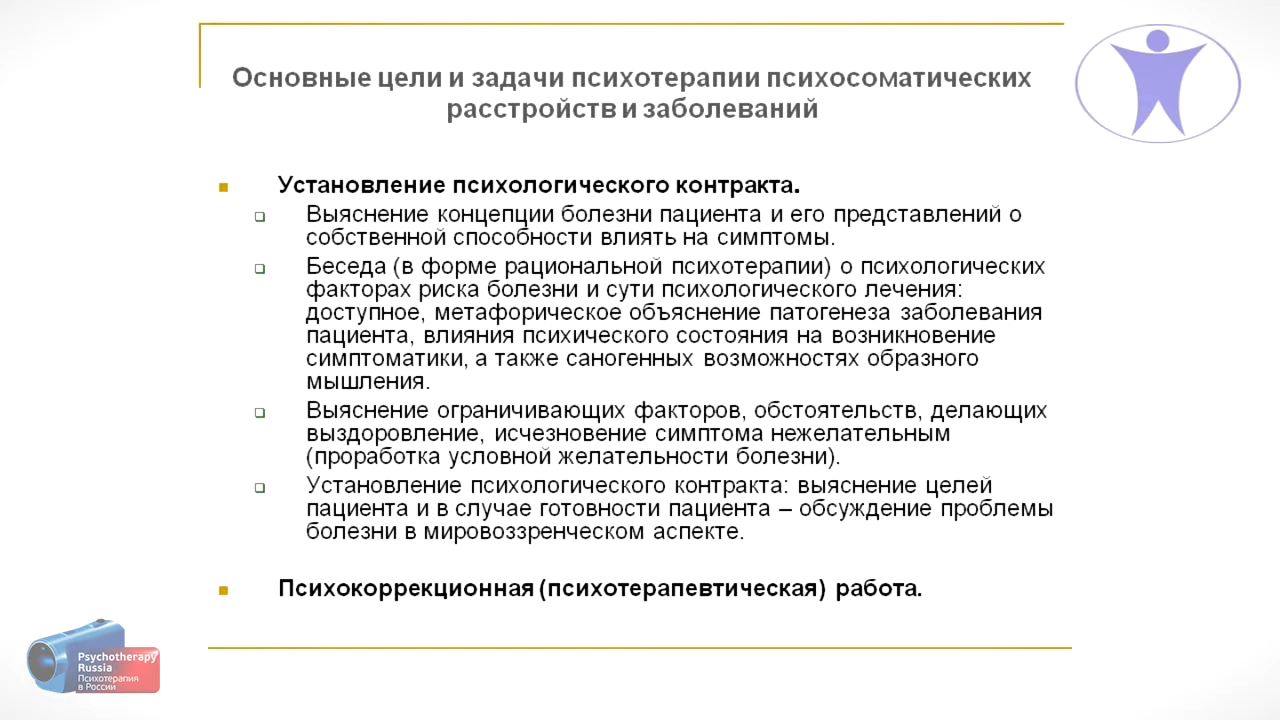 Основные цели и задачи психотерапии психосоматических
расстройств и заболеваний
Установление психологического контракта.
Выяснение концепции болезни пациента и его представлений о
собственной способности влиять на симптомы.
Беседа (в форме рациональной психотерапии) о психологических
факторах риска болезни и сути психологического лечения:
доступное, метафорическое объяснение патогенеза заболевания
пациента, влияния психического состояния на возникновение
симптоматики, а также саногенных возможностях образного
мышления.
Выяснение ограничивающих факторов, обстоятельств, делающих
выздоровление, исчезновение симптома нежелательным
(проработка условной желательности болезни).
Установление психологического контракта: выяснение целей
пациента и в случае готовности пациента – обсуждение проблемы
болезни в мировоззренческом аспекте.
Психокоррекционная (психотерапевтическая) работа.
Psychotherapy
Russia
Психотерапия
в России